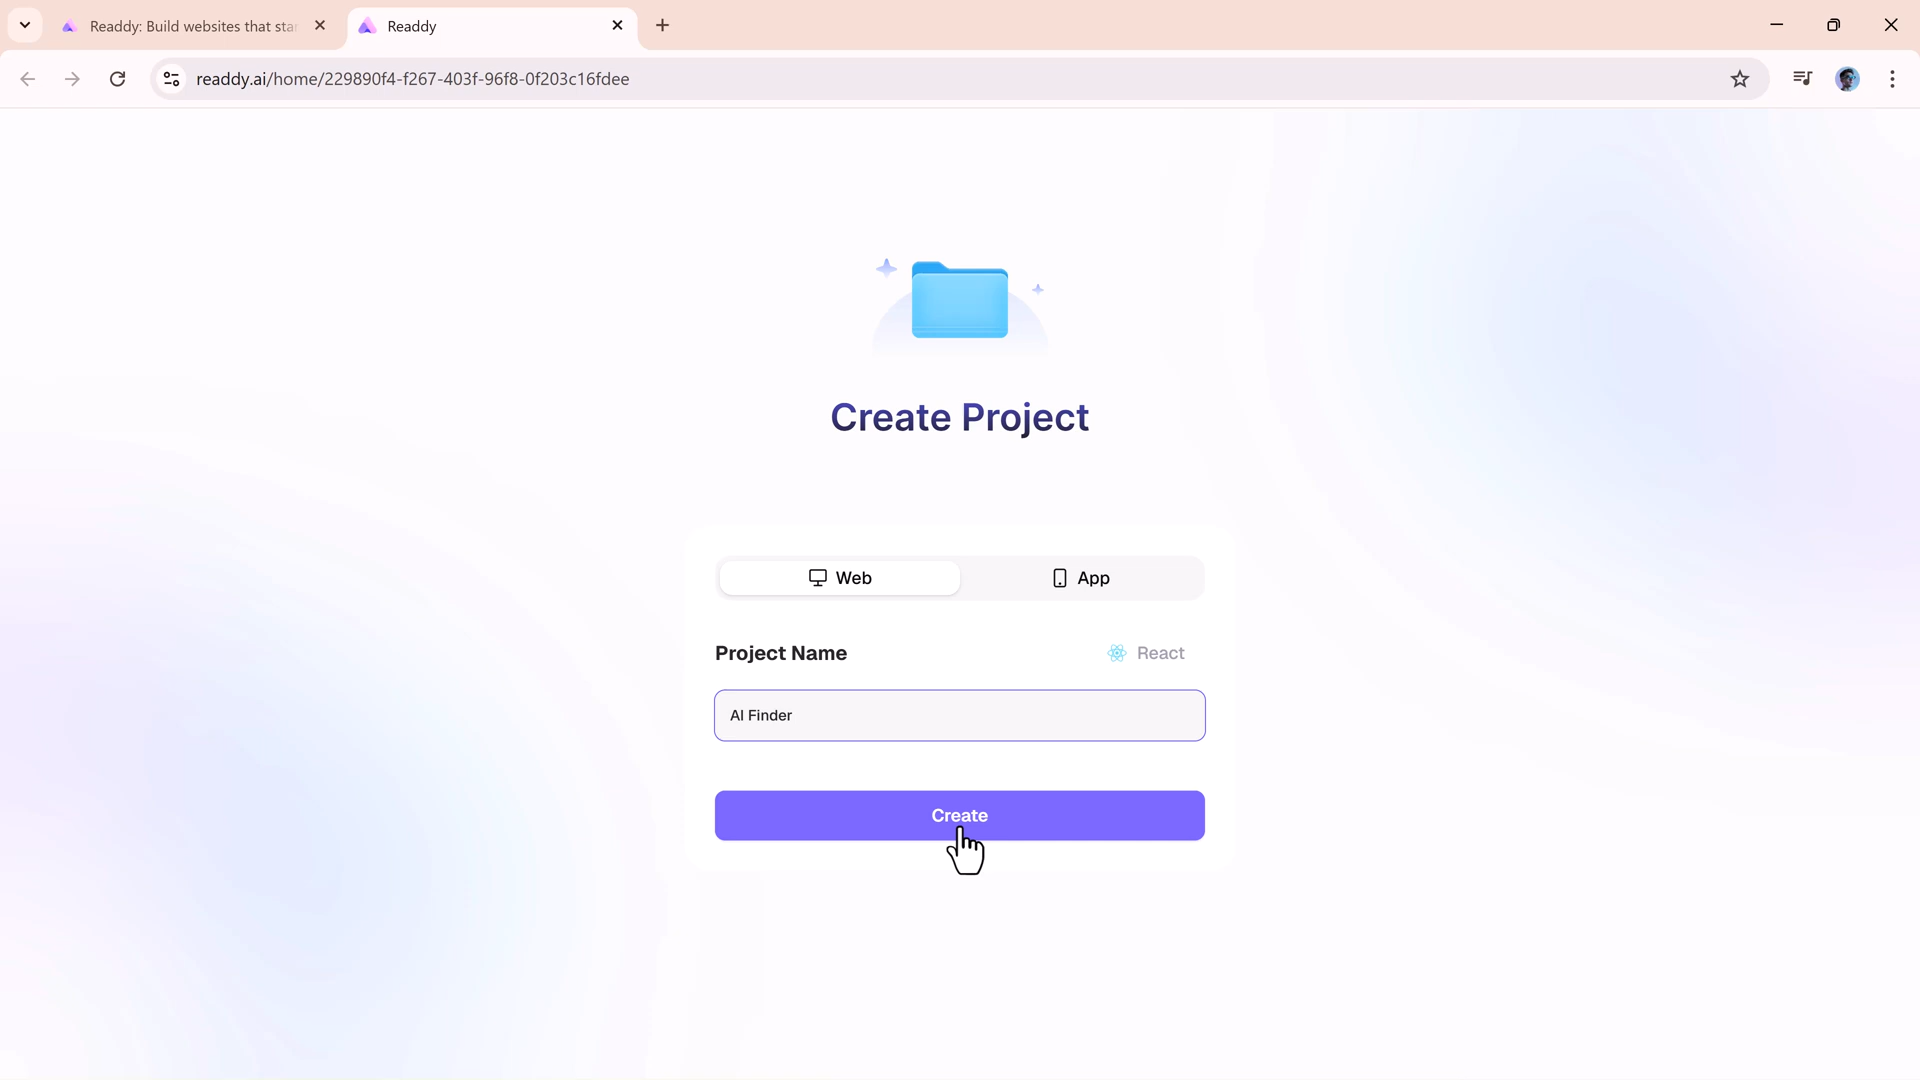 Readdy: Build websites that sta
Readdy
readdy.ai/home/229890f4-f267-403f-96f8-0f203c16fdee
Create Project
Web
App
Project Name
React
AI Finder
Create